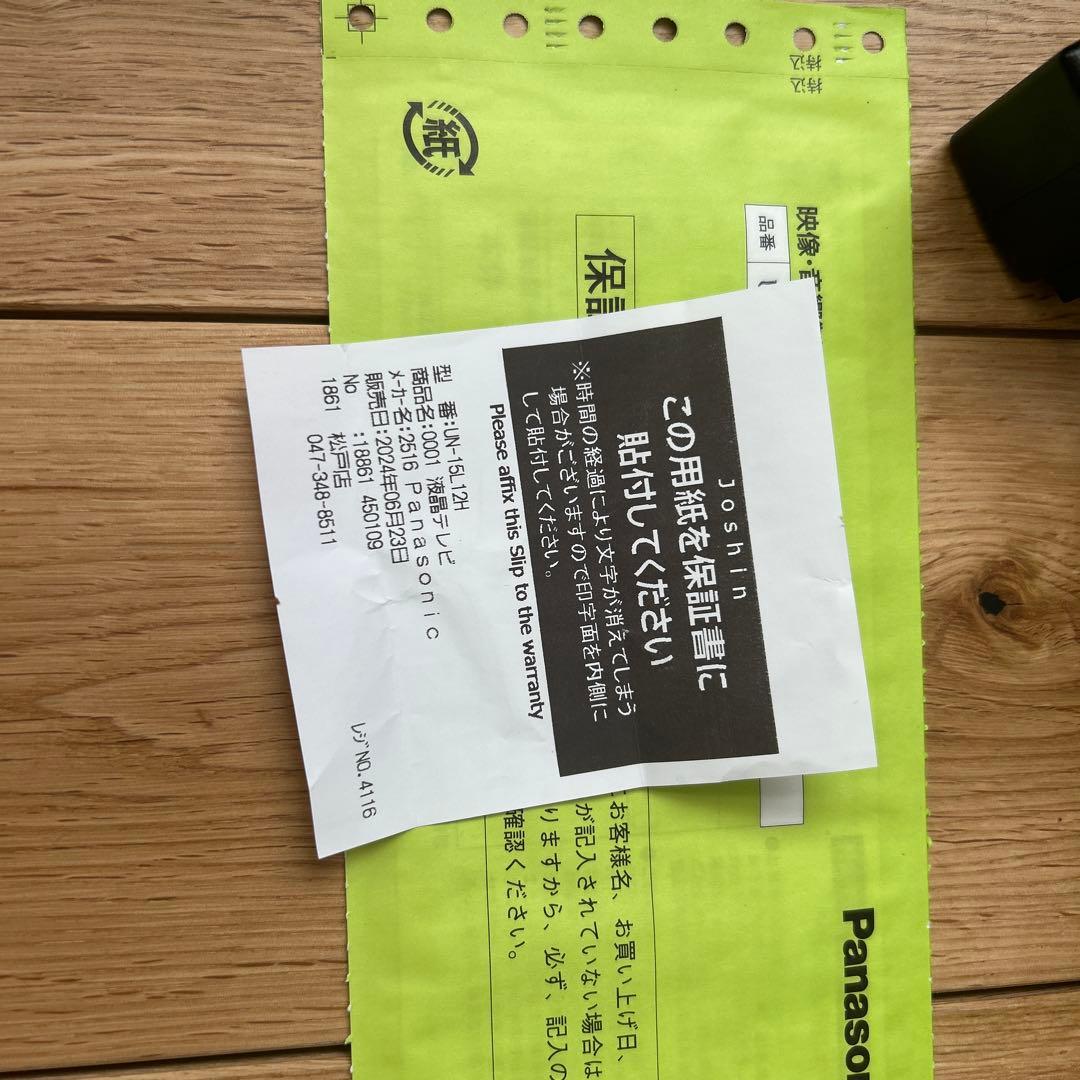 Joshin
この用紙を保証書に
貼付してください
※時間の経過により文字が消えてしまう
場合がございますので印字面を内側に
して貼付してください。
Please affix this Slip to the warranty
型 番:UN-15L12H
商品名:0001 液晶テレビ
メーカー名:2516 Panasonic
販売日:2024年06月23日
No :18861 450109
1861 松戸店
047-348-8511
レジNO.4116
持込
持込
紙
映像・音
品番
保証
Panason
お客様名、お買い上げ日、
が記入されていない場合は
りますから、必ず、記入の
確認ください。